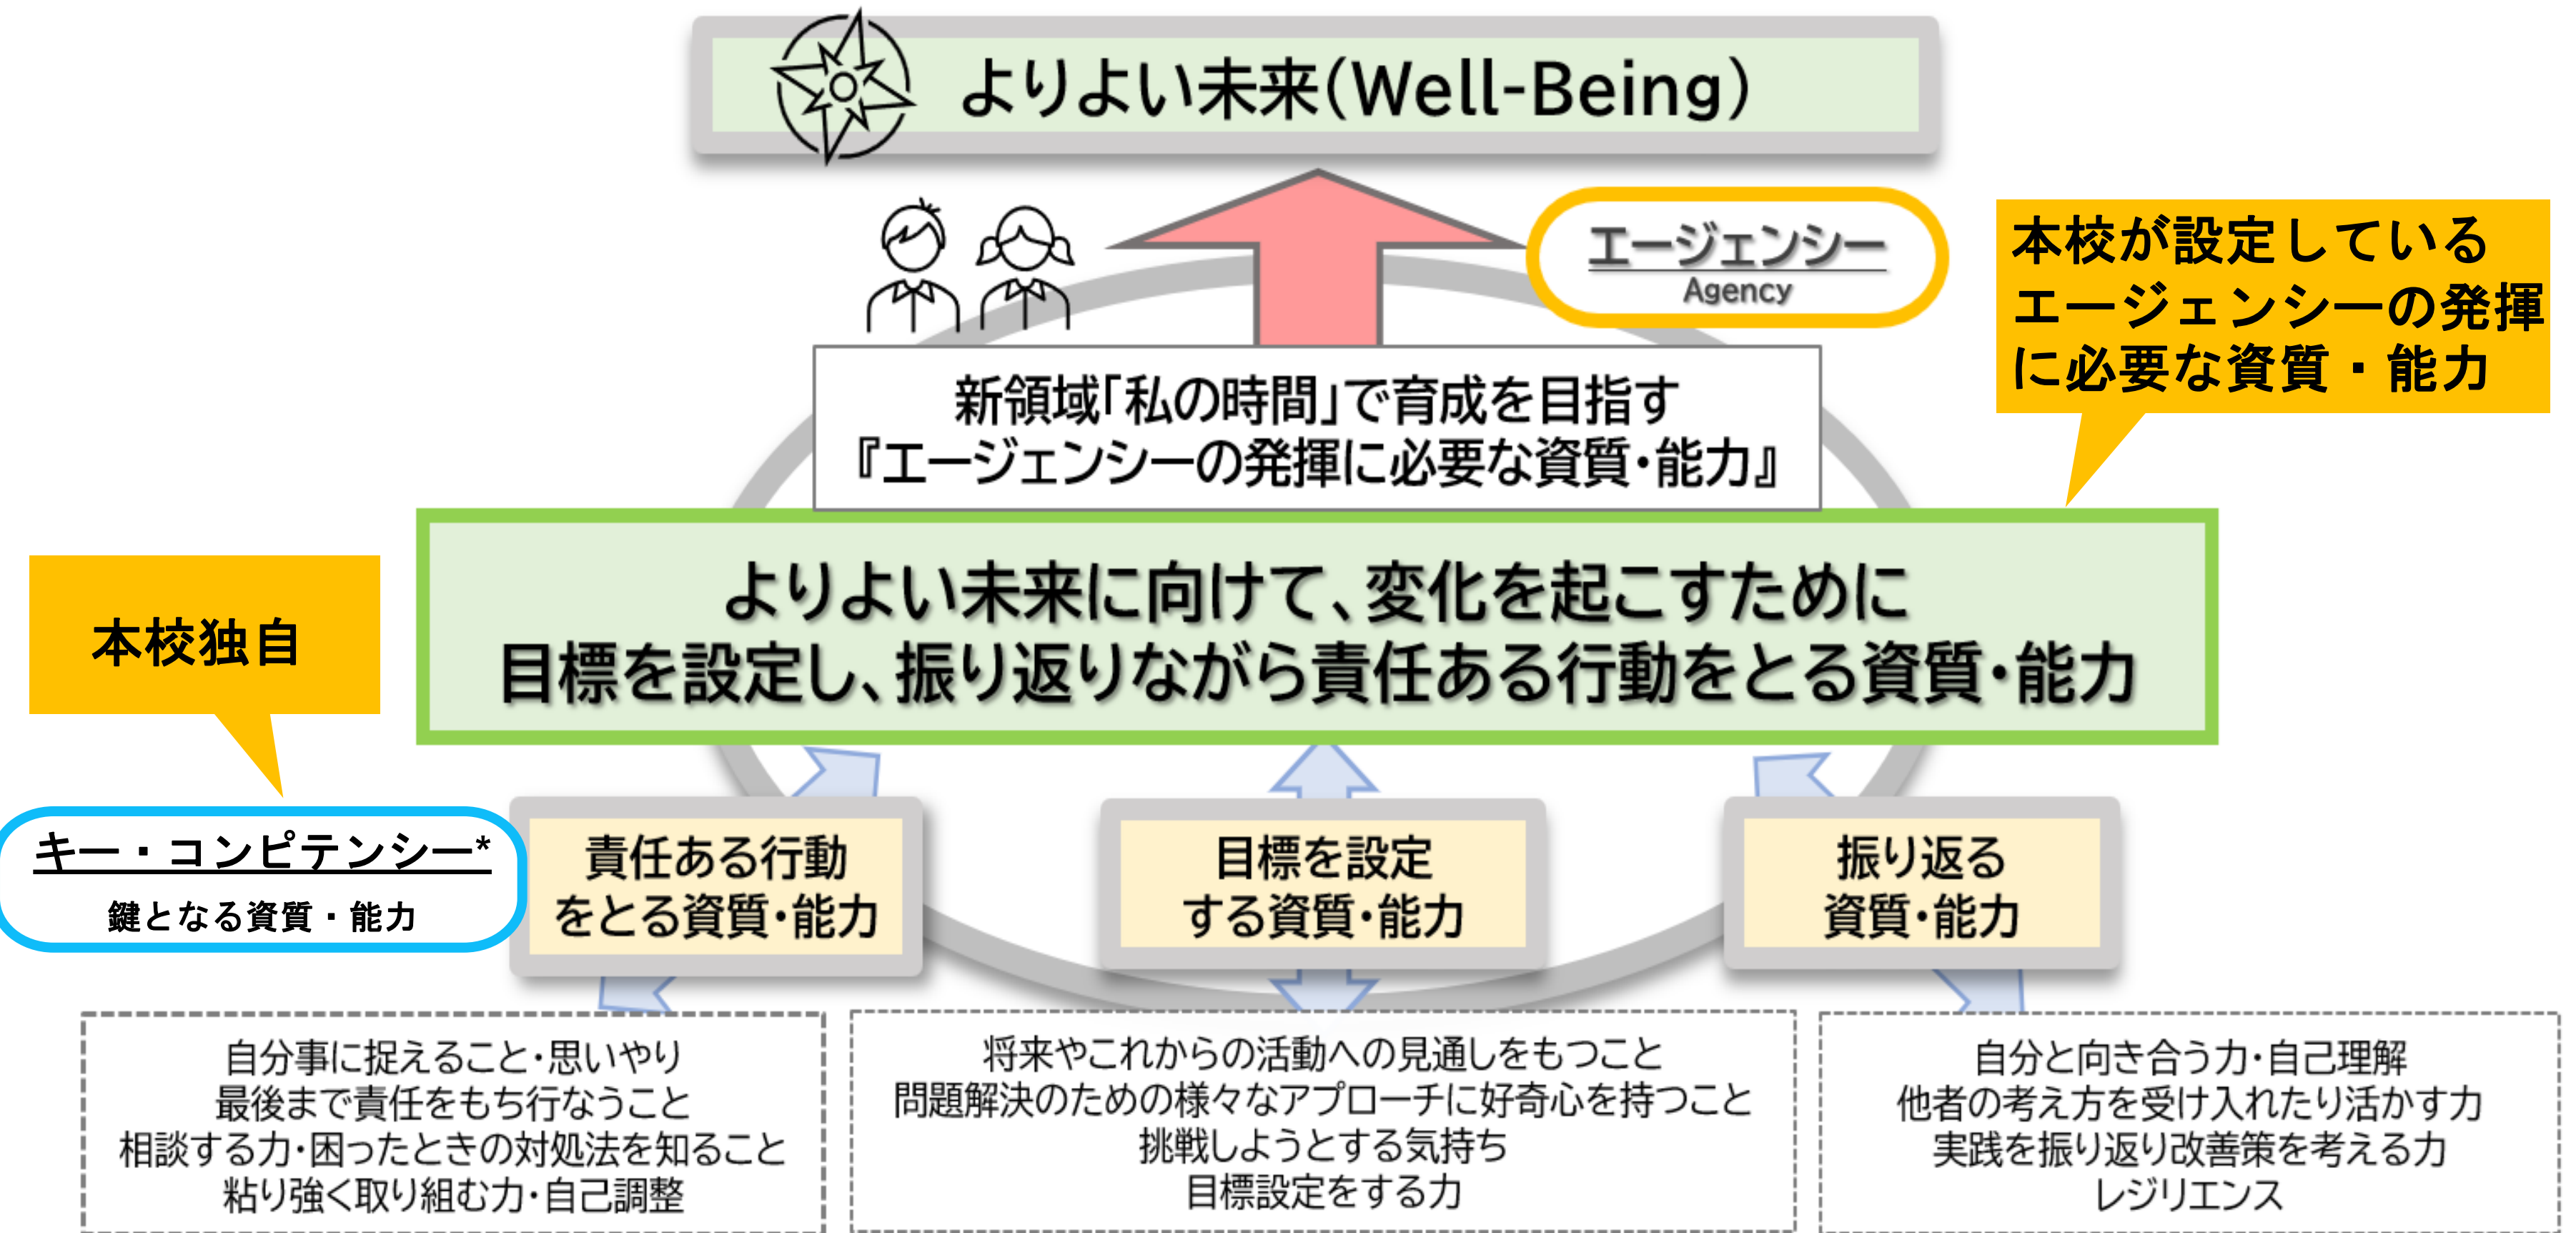 よりよい未来(Well-Being)
エージェンシー
Agency
本校が設定している
エージェンシーの発揮
に必要な資質・能力
新領域「私の時間」で育成を目指す
『エージェンシーの発揮に必要な資質・能力』
よりよい未来に向けて、変化を起こすために
目標を設定し、振り返りながら責任ある行動をとる資質・能力
本校独自
キー・コンピテンシー*
鍵となる資質・能力
責任ある行動
をとる資質・能力
目標を設定
する資質・能力
振り返る
資質・能力
自分事に捉えること・思いやり
最後まで責任をもち行なうこと
相談する力・困ったときの対処法を知ること
粘り強く取り組む力・自己調整
将来やこれからの活動への見通しをもつこと
問題解決のための様々なアプローチに好奇心を持つこと
挑戦しようとする気持ち
目標設定をする力
自分と向き合う力・自己理解
他者の考え方を受け入れたり活かす力
実践を振り返り改善策を考える力
レジリエンス